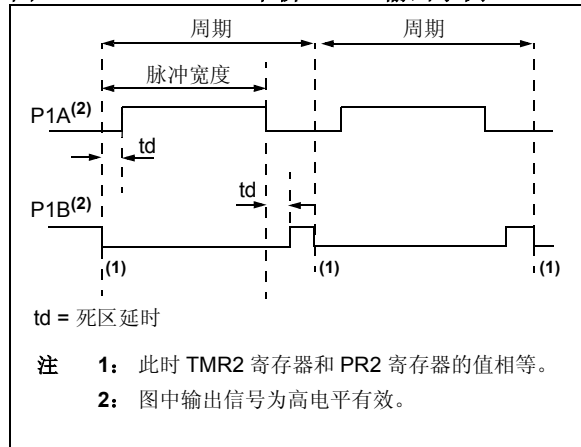 周期 周期
脉冲宽度
P1A(2)
td
td
P1B(2)
(1) (1) (1)
td = 死区延时
注 1： 此时 TMR2 寄存器和 PR2 寄存器的值相等。
2： 图中输出信号为高电平有效。